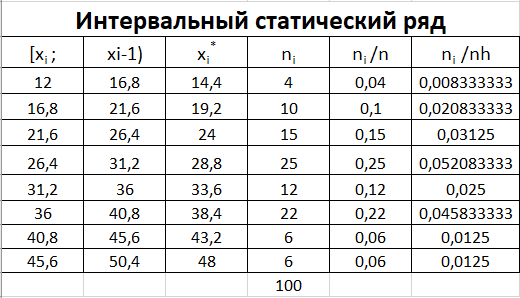 Интервальный статический ряд
[xi ; xi-1) xi* ni ni /n ni /nh
12 16,8 14,4 4 0,04 0,008333333
16,8 21,6 19,2 10 0,1 0,020833333
21,6 26,4 24 15 0,15 0,03125
26,4 31,2 28,8 25 0,25 0,052083333
31,2 36 33,6 12 0,12 0,025
36 40,8 38,4 22 0,22 0,045833333
40,8 45,6 43,2 6 0,06 0,0125
45,6 50,4 48 6 0,06 0,0125
100